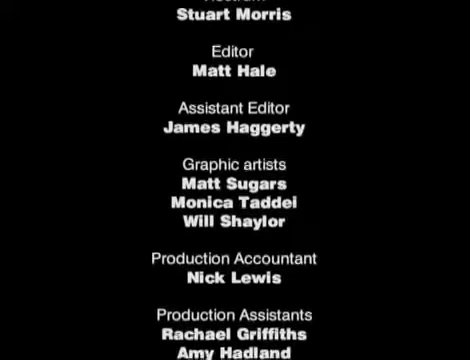 Stuart Morris
Editor
Matt Hale
Assistant Editor
James Haggerty
Graphic artists
Matt Sugars
Monica Taddei
Will Shaylor
Production Accountant
Nick Lewis
Production Assistants
Rachael Griffiths
Amy Hadland